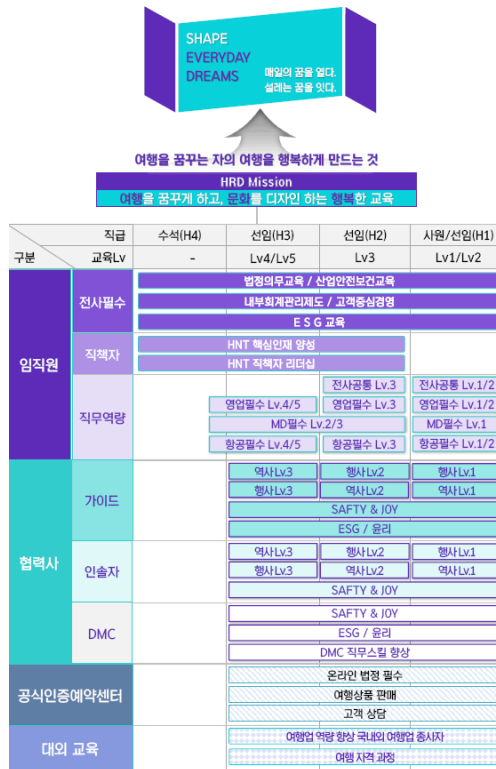 SHAPE
EVERYDAY
DREAMS
매일의 꿈을 열다.
설레는 꿈을 잇다.
여행을 꿈꾸는 자의 여행을 행복하게 만드는 것
HRD Mission
여행을 꿈꾸게 하고, 문화를 디자인 하는 행복한 교육
직급 수석(H4) 선임(H3) 선임(H2) 사원/선임(H1)
구분 교육Lv - Lv4/Lv5 Lv3 Lv1/Lv2
임직원
전사필수
법정의무교육 / 산업안전보건교육
내부회계관리제도 / 고객중심경영
E S G 교육
직책자
HNT 핵심인재 양성
HNT 직책자 리더십
직무역량
전사공통 Lv.3 전사공통 Lv.1/2
영업필수 Lv.4/5 영업필수 Lv.3 영업필수 Lv.1/2
MD필수 Lv.2/3 MD필수 Lv.1
항공필수 Lv.4/5 항공필수 Lv.3 항공필수 Lv.1/2
협력사
가이드
역사Lv.3 행사Lv.2 행사Lv.1
행사Lv.3 역사Lv.2 역사Lv.1
SAFTY & JOY
ESG / 윤리
인솔자
역사Lv.3 행사Lv.2 행사Lv.1
행사Lv.3 역사Lv.2 역사Lv.1
SAFTY & JOY
DMC
SAFTY & JOY
ESG / 윤리
DMC 직무스킬 향상
공식인증예약센터
온라인 법정 필수
여행상품 판매
고객 상담
대외 교육
여행업 역량 향상 국내외 여행업 종사자
여행 자격 과정